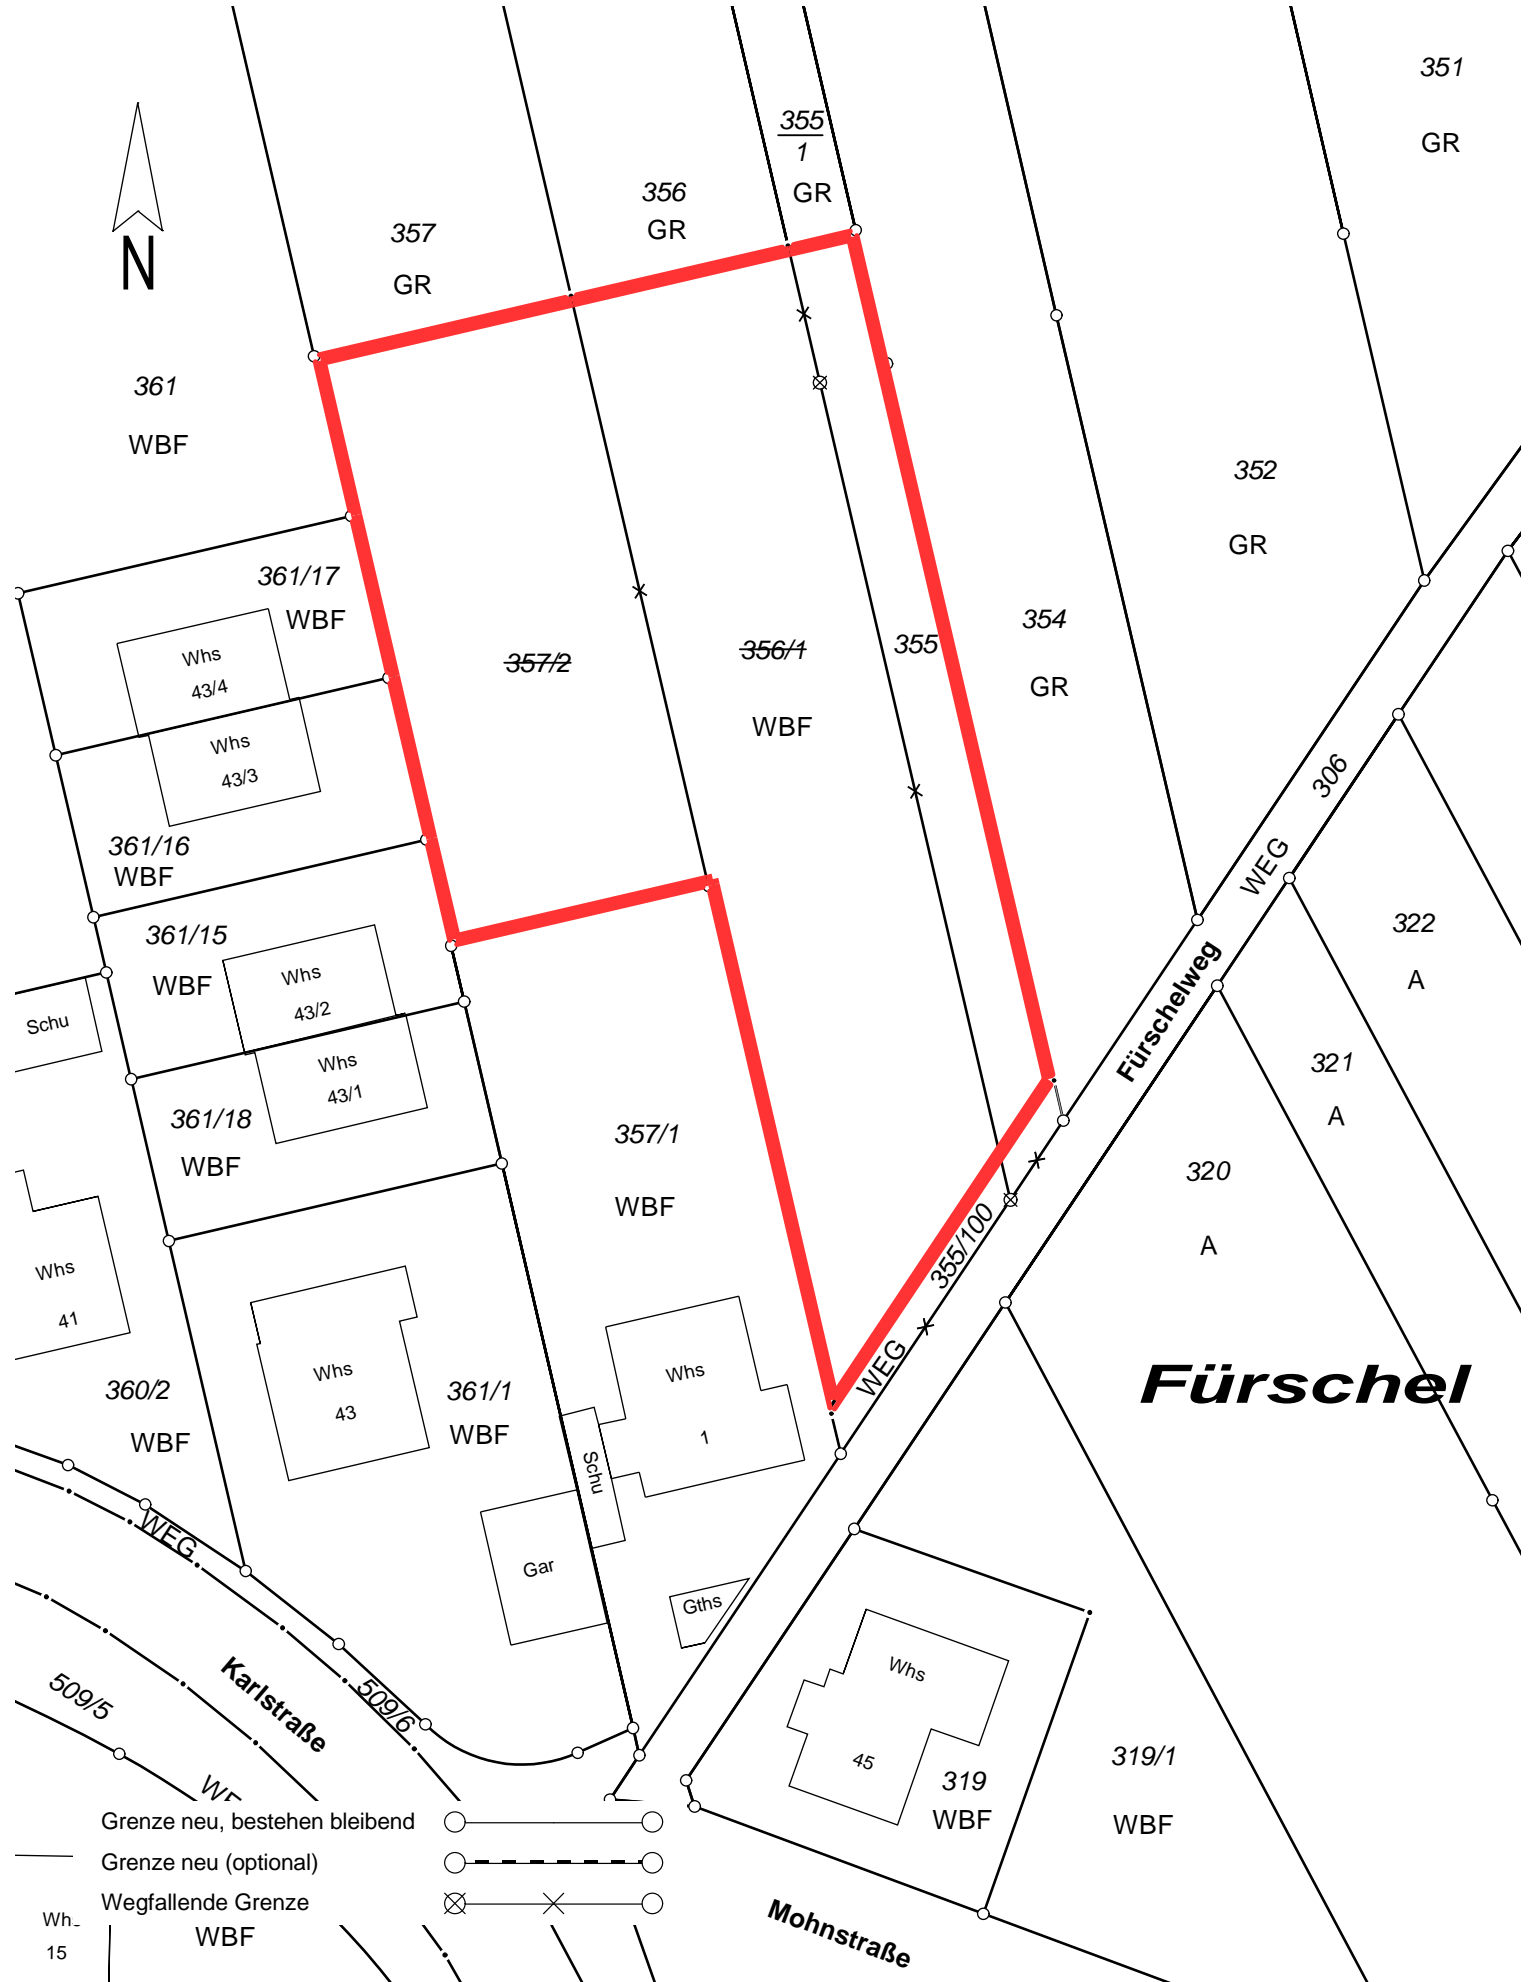 351
GR
355
1
GR
356
GR
357
GR
N
361
WBF
352
GR
361/17
WBF
354
GR
355
356/1
WBF
357/2
Whs
43/4
Whs
43/3
306
WEG
361/16
WBF
322
A
361/15
WBF
Whs
43/2
Schu
Fürschelweg
321
A
Whs
43/1
361/18
WBF
357/1
WBF
320
A
355/100
WEG
Whs
41
360/2
WBF
Whs
43
361/1
WBF
Whs
1
Fürschel
Schu
Gar
Gths
WEG
509/5
Karlstraße
509/6
Whs
45
319
WBF
319/1
WBF
Grenze neu, bestehen bleibend
Grenze neu (optional)
Wegfallende Grenze
15
WBF
Mohnstraße